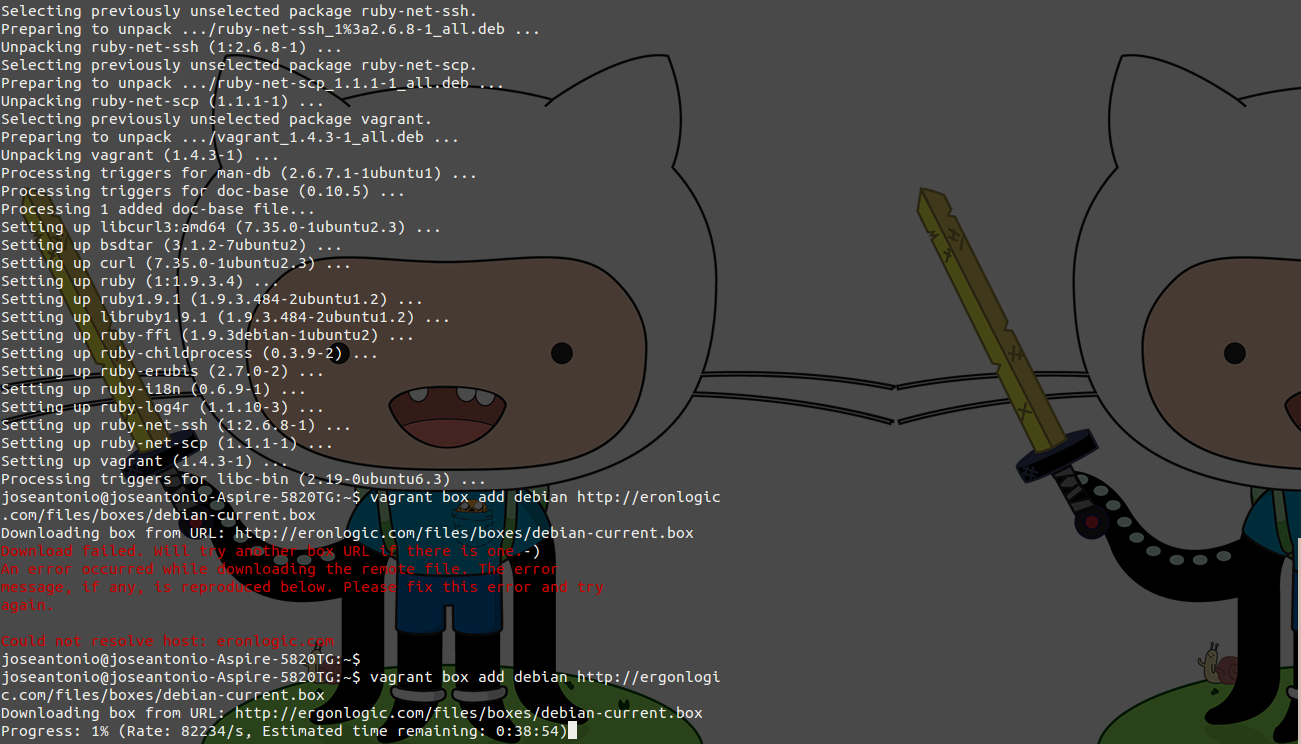 Selecting previously unselected package ruby-net-ssh.
Preparing to unpack .../ruby-net-ssh_1%3a2.6.8-1_all.deb ...
Unpacking ruby-net-ssh (1:2.6.8-1) ...
Selecting previously unselected package ruby-net-scp.
Preparing to unpack .../ruby-net-scp_1.1.1-1_all.deb ...
Unpacking ruby-net-scp (1.1.1-1) ...
Selecting previously unselected package vagrant.
Preparing to unpack .../vagrant_1.4.3-1_all.deb ...
Unpacking vagrant (1.4.3-1) ...
Processing triggers for man-db (2.6.7.1-1ubuntu1) ...
Processing triggers for doc-base (0.10.5) ...
Processing 1 added doc-base file...
Setting up libcurl3:amd64 (7.35.0-1ubuntu2.3) ...
Setting up bsdtar (3.1.2-7ubuntu2) ...
Setting up curl (7.35.0-1ubuntu2.3) ...
Setting up ruby (1:1.9.3.4) ...
Setting up ruby1.9.1 (1.9.3.484-2ubuntu1.2) ...
Setting up libruby1.9.1 (1.9.3.484-2ubuntu1.2) ...
Setting up ruby-ffi (1.9.3debian-1ubuntu2) ...
Setting up ruby-childprocess (0.3.9-2) ...
Setting up ruby-erubis (2.7.0-2) ...
Setting up ruby-i18n (0.6.9-1) ...
Setting up ruby-log4r (1.1.10-3) ...
Setting up ruby-net-ssh (1:2.6.8-1) ...
Setting up ruby-net-scp (1.1.1-1) ...
Setting up vagrant (1.4.3-1) ...
Processing triggers for libc-bin (2.19-0ubuntu6.3) ...
joseantonio@joseantonio-Aspire-5820TG:~$ vagrant box add debian http://eronlogic
.com/files/boxes/debian-current.box
Downloading box from URL: http://eronlogic.com/files/boxes/debian-current.box
Download failed. Will try another box URL if there is one.-)
An error occurred while downloading the remote file. The error
message, if any, is reproduced below. Please fix this error and try
again.
Could not resolve host: eronlogic.com
joseantonio@joseantonio-Aspire-5820TG:~$
joseantonio@joseantonio-Aspire-5820TG:~$ vagrant box add debian http://ergonlogi
c.com/files/boxes/debian-current.box
Downloading box from URL: http://ergonlogic.com/files/boxes/debian-current.box
Progress: 1% (Rate: 82234/s, Estimated time remaining: 0:38:54)